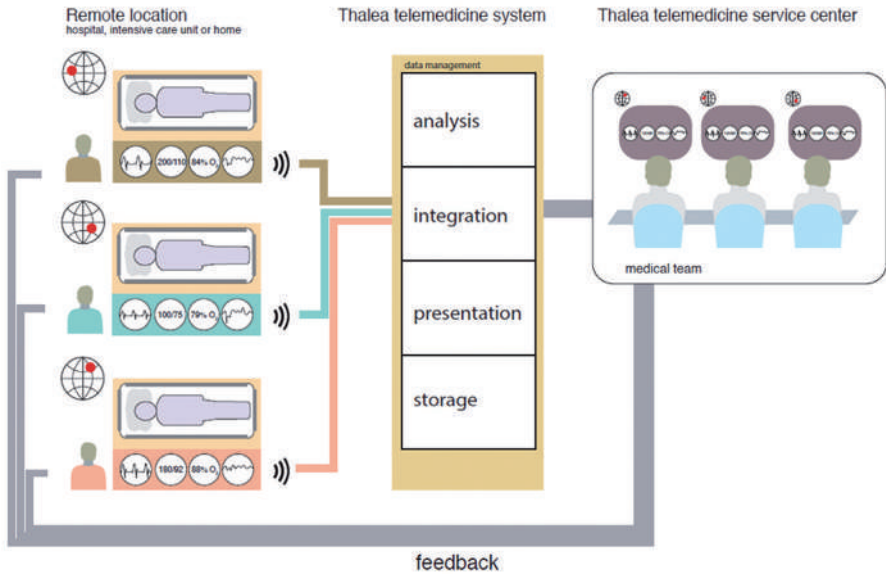 Remote location
hospital, intensive care unit or home
Thalea telemedicine system
Thalea telemedicine service center
data management
analysis
integration
presentation
storage
200/110
84% O₂
100/75
79% O₂
180/92
88% O₂
medical team
feedback